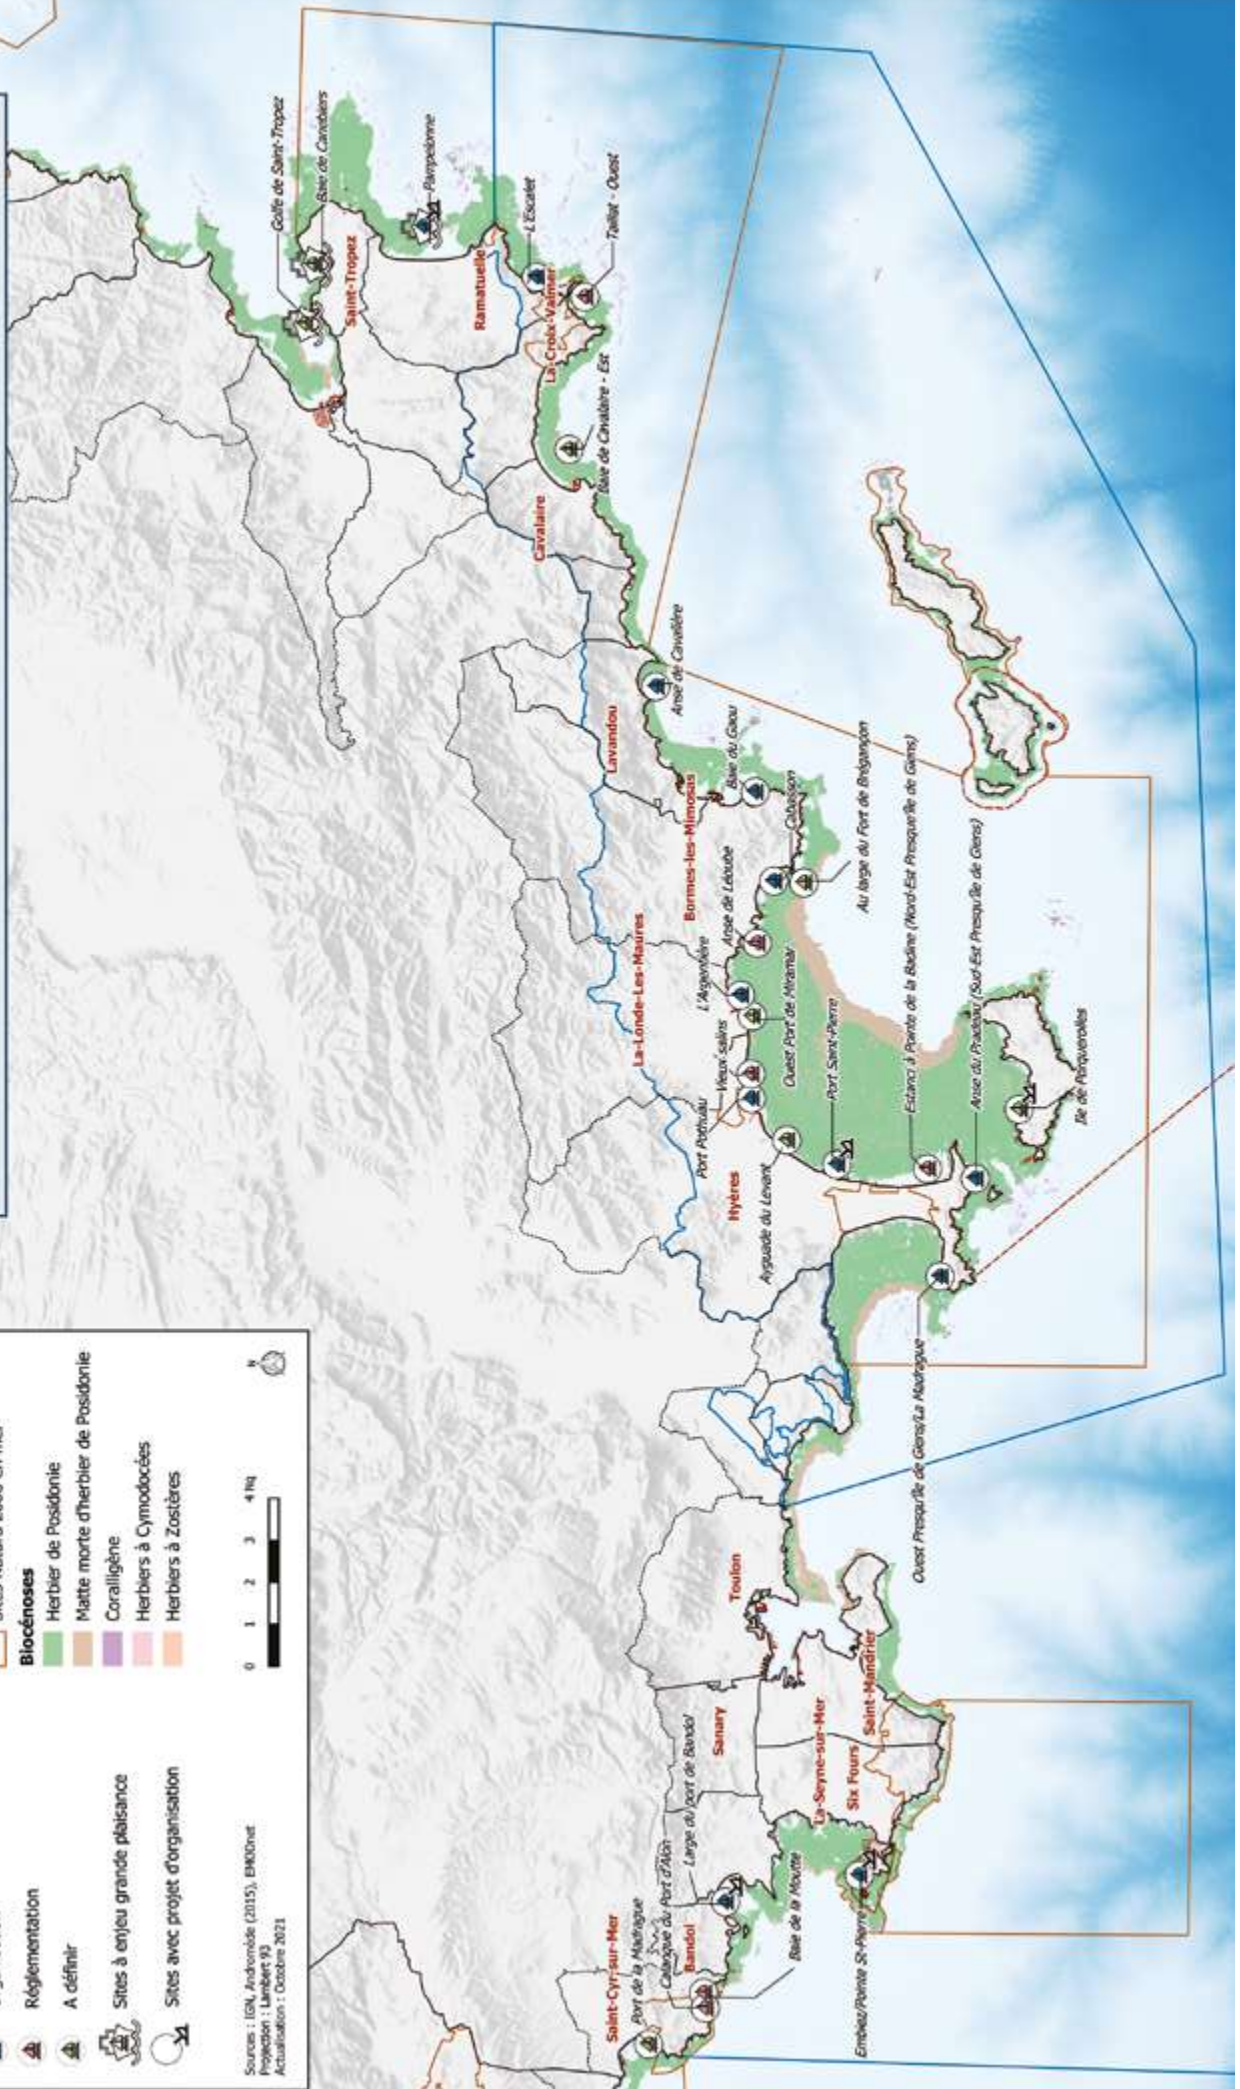 Réglementation
A définir
Sites à enjeu grande plaisance
Sites avec projet d'organisation
Biocénoses
Herbier de Posidonie
Matte morte d'herbier de Posidonie
Coralligène
Herbiers à Cymodocées
Herbiers à Zostères
0 1 2 3 4 Nq
N
Sources : IGN, Andromède (2015), EMODnet
Projection : Lambert 93
Actualisation : Octobre 2021
Saint-Cyr-sur-Mer
Port de la Madrague
Calanque du Port d'Alon
Bandol
Large du port de Bandol
Baie de la Moutte
Sanary
Embiez/Pointe St-Pierre
Six Fours
La-Seyne-sur-Mer
Saint-Mandrier
Toulon
Ouest Presqu'île de Giens/La Madrague
Hyères
Ayguade du Levant
Port Pothuau
Vieux salins
Port Saint-Pierre
Estanci à Pointe de la Badine (Nord-Est Presqu'île de Giens)
Anse du Pradeau (Sud-Est Presqu'île de Giens)
Ile de Porquerolles
La-Londe-Les-Maures
L'Argentière
Ouest Port de Miramar
Anse de Léoube
Bormes-les-Mimosas
Cabasson
Au large du Fort de Brégançon
Baie du Gaou
Lavandou
Anse de Cavalière
Cavalaire
Baie de Cavalaire - Est
La-Croix-Valmer
Taillat - Ouest
L'Escalet
Ramatuelle
Pampelonne
Saint-Tropez
Baie de Canebiers
Golfe de Saint-Tropez